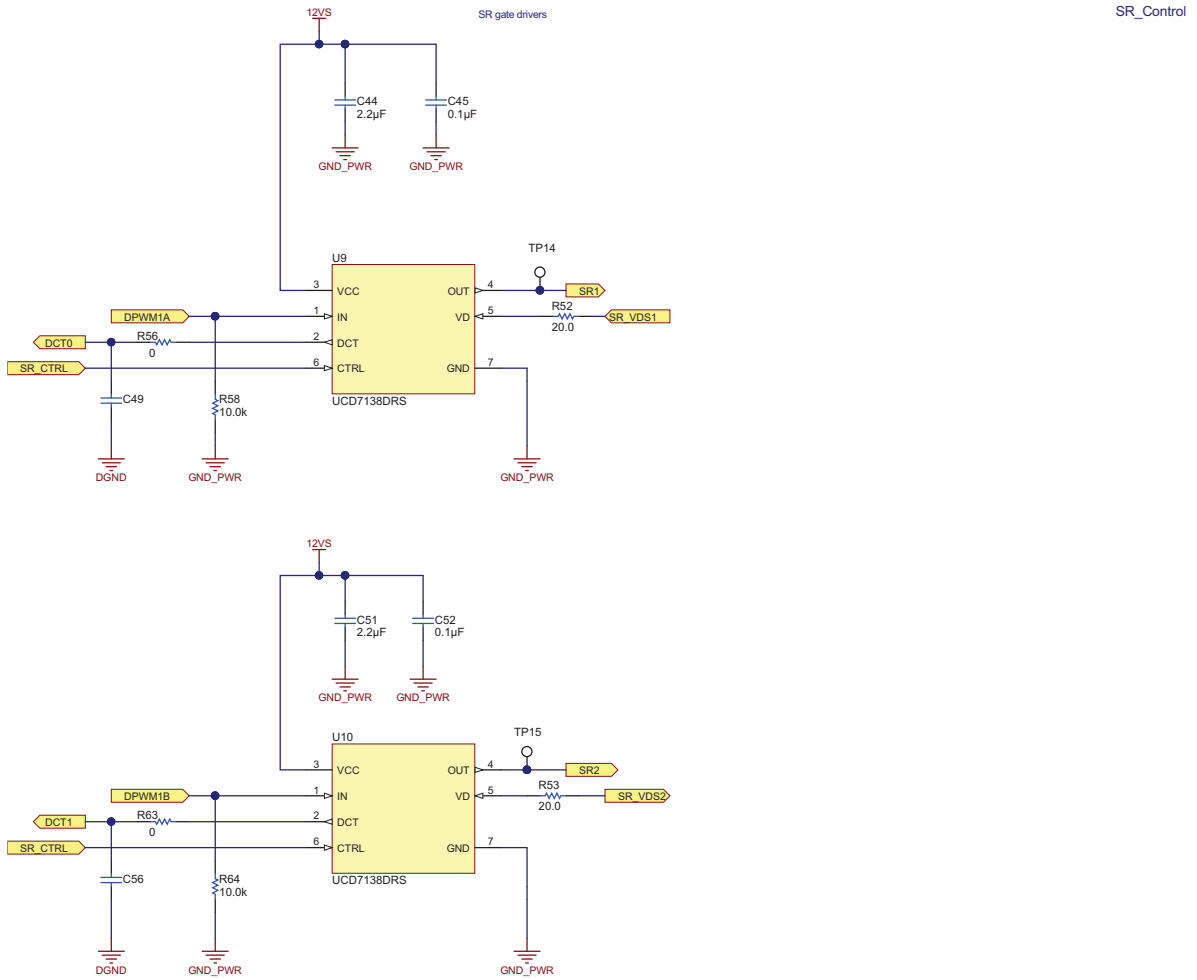 12VS
SR gate drivers
SR_Control
C44
2.2µF
C45
0.1µF
GND_PWR
GND_PWR
TP14
U9
3
VCC
OUT
4
SR1
DPWM1A
1
IN
VD
5
R52
20.0
SR_VDS1
DCT0
R56
0
2
DCT
SR_CTRL
6
CTRL
GND
7
UCD7138DRS
C49
R58
10.0k
DGND
GND_PWR
GND_PWR
12VS
C51
2.2µF
C52
0.1µF
GND_PWR
GND_PWR
TP15
U10
3
VCC
OUT
4
SR2
DPWM1B
1
IN
VD
5
R53
20.0
SR_VDS2
DCT1
R63
0
2
DCT
SR_CTRL
6
CTRL
GND
7
UCD7138DRS
C56
R64
10.0k
DGND
GND_PWR
GND_PWR